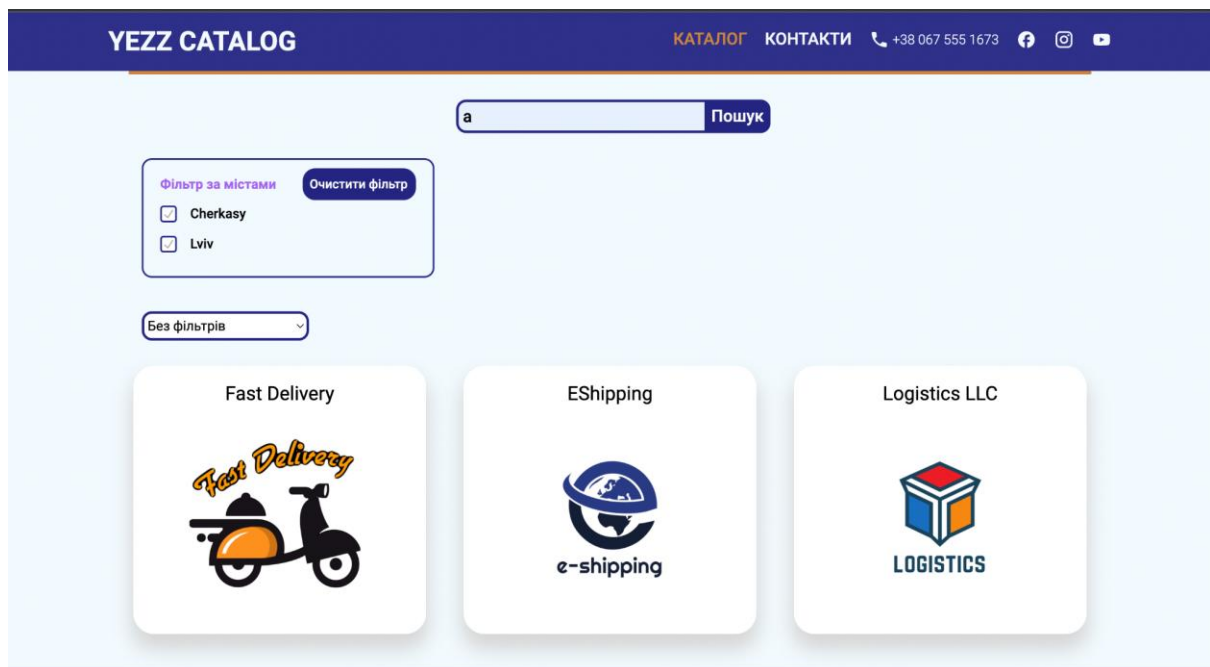 YEZZ CATALOG КАТАЛОГ КОНТАКТИ +38 067 555 1673
a Пошук
Фільтр за містами Очистити фільтр
Cherkasy
Lviv
Без фільтрів
Fast Delivery EShipping Logistics LLC
Fast Delivery
e-shipping
LOGISTICS